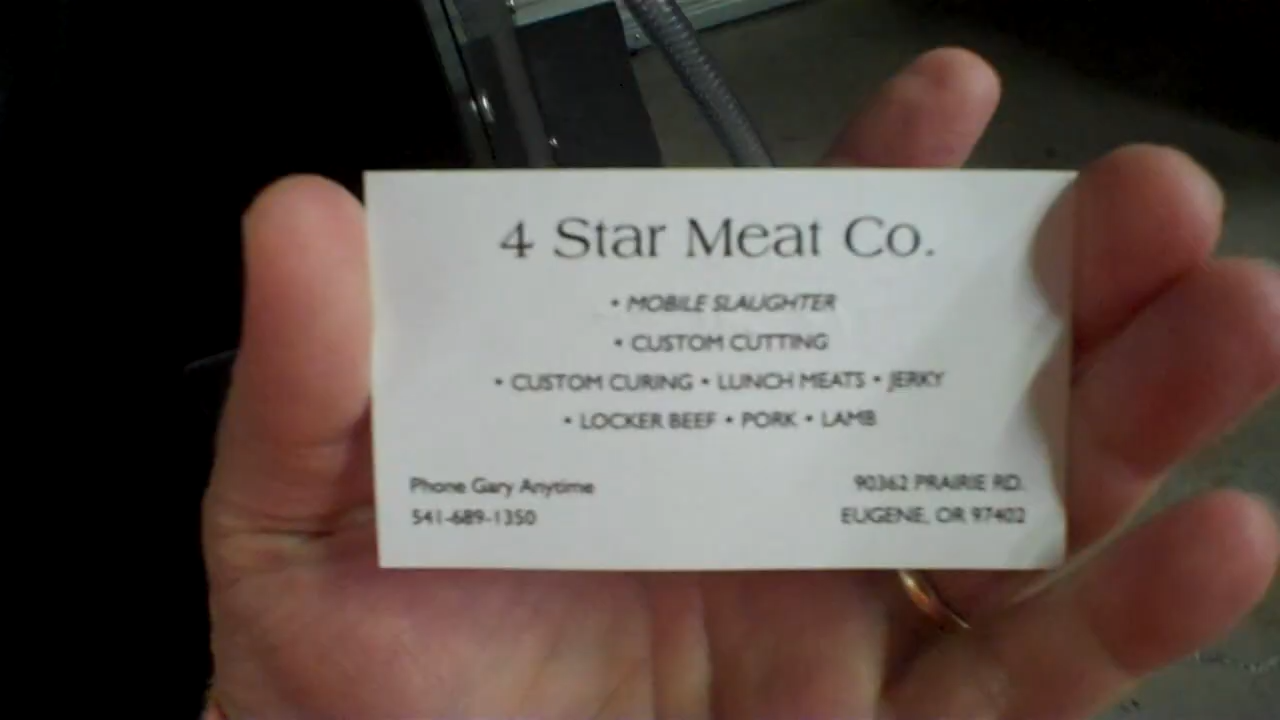 4 Star Meat Co.
• MOBILE SLAUGHTER
• CUSTOM CUTTING
• CUSTOM CURING • LUNCH MEATS • JERKY
• LOCKER BEEF • PORK • LAMB
Phone Gary Anytime
541-689-1350
90362 PRAIRIE RD.
EUGENE, OR 97402